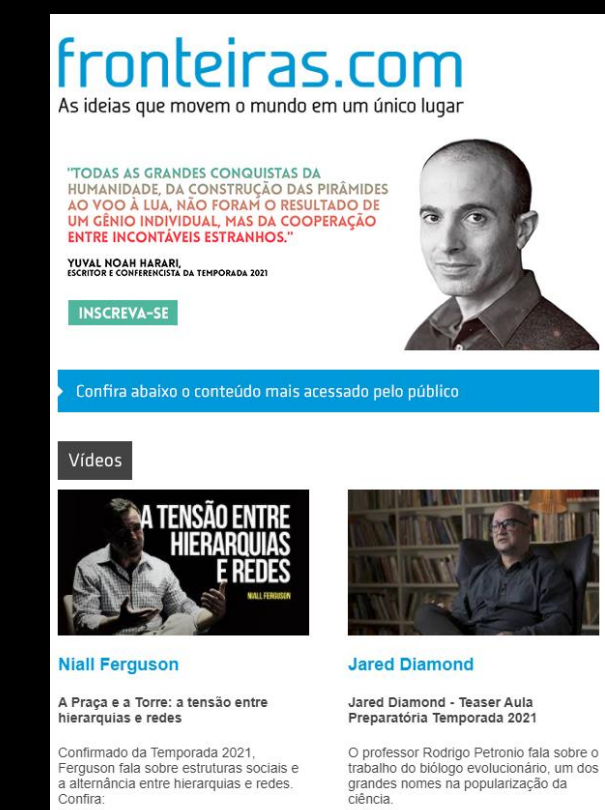 fronteiras.com
As ideias que movem o mundo em um único lugar
"TODAS AS GRANDES CONQUISTAS DA
HUMANIDADE, DA CONSTRUÇÃO DAS PIRÂMIDES
AO VOO À LUA, NÃO FORAM O RESULTADO DE
UM GÊNIO INDIVIDUAL, MAS DA COOPERAÇÃO
ENTRE INCONTÁVEIS ESTRANHOS."
YUVAL NOAH HARARI,
ESCRITOR E CONFERENCISTA DA TEMPORADA 2021
INSCREVA-SE
Confira abaixo o conteúdo mais acessado pelo público
Vídeos
A TENSÃO ENTRE
HIERARQUIAS
E REDES
NIALL FERGUSON
Niall Ferguson
A Praça e a Torre: a tensão entre
hierarquias e redes
Confirmado da Temporada 2021,
Ferguson fala sobre estruturas sociais e
a alternância entre hierarquias e redes.
Confira:
Jared Diamond
Jared Diamond - Teaser Aula
Preparatória Temporada 2021
O professor Rodrigo Petronio fala sobre o
trabalho do biólogo evolucionário, um dos
grandes nomes na popularização da
ciência.